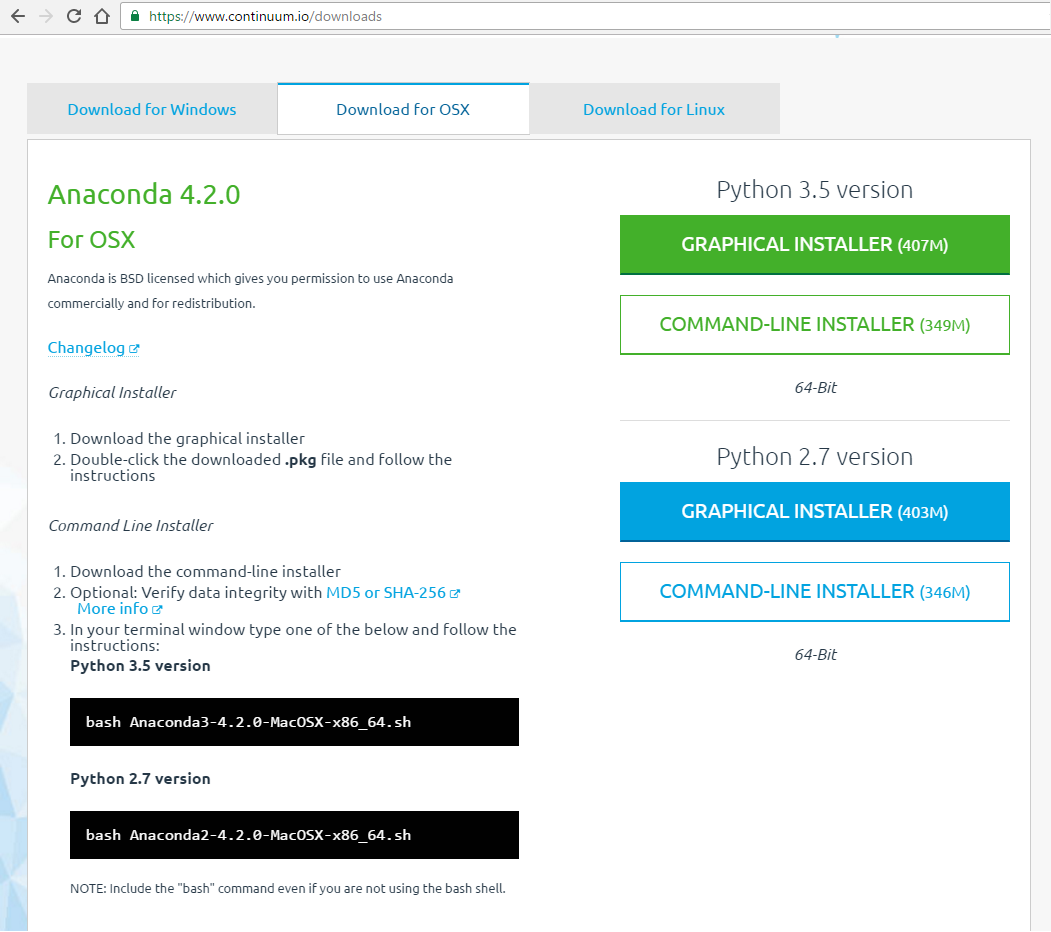 https://www.continuum.io/downloads
Download for Windows
Download for OSX
Download for Linux
Anaconda 4.2.0
For OSX
Anaconda is BSD licensed which gives you permission to use Anaconda
commercially and for redistribution.
Changelog
Graphical Installer
1. Download the graphical installer
2. Double-click the downloaded .pkg file and follow the
instructions
Command Line Installer
1. Download the command-line installer
2. Optional: Verify data integrity with MD5 or SHA-256
More info
3. In your terminal window type one of the below and follow the
instructions:
Python 3.5 version
bash Anaconda3-4.2.0-MacOSX-x86_64.sh
Python 2.7 version
bash Anaconda2-4.2.0-MacOSX-x86_64.sh
NOTE: Include the "bash" command even if you are not using the bash shell.
Python 3.5 version
GRAPHICAL INSTALLER (407M)
COMMAND-LINE INSTALLER (349M)
64-Bit
Python 2.7 version
GRAPHICAL INSTALLER (403M)
COMMAND-LINE INSTALLER (346M)
64-Bit